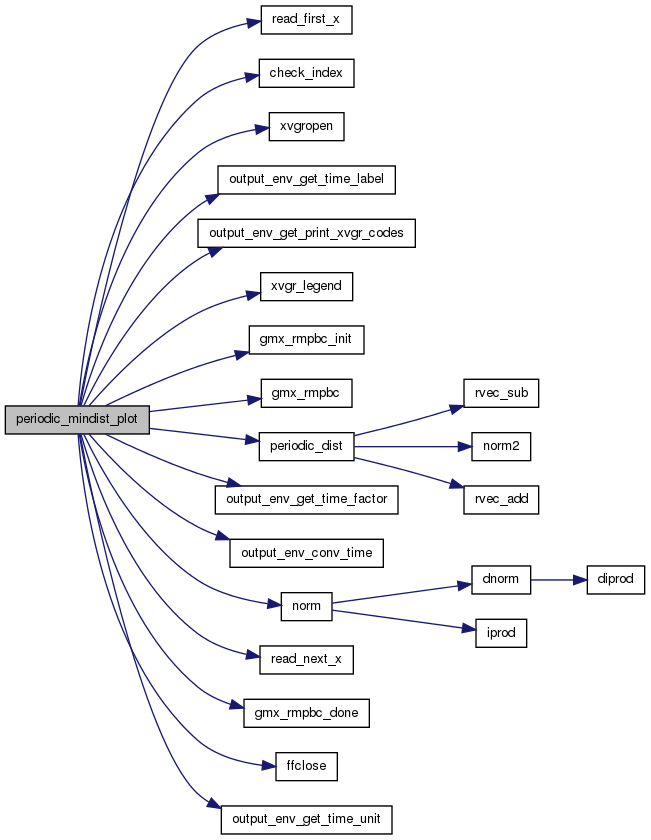 read_first_x
check_index
xvgropen
output_env_get_time_label
output_env_get_print_xvgr_codes
xvgr_legend
gmx_rmpbc_init
gmx_rmpbc
rvec_sub
periodic_mindist_plot
periodic_dist
norm2
output_env_get_time_factor
rvec_add
output_env_conv_time
dnorm
diprod
norm
iprod
read_next_x
gmx_rmpbc_done
ffclose
output_env_get_time_unit